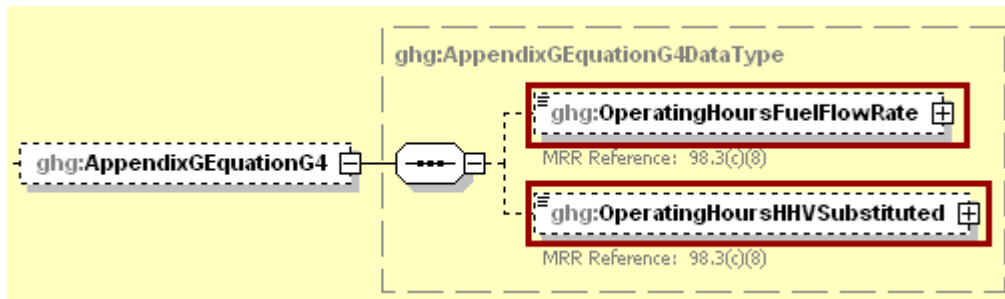 ghg:AppendixGEquationG4DataType
ghg:OperatingHoursFuelFlowRate
MRR Reference: 98.3(c)(8)
ghg:AppendixGEquationG4
ghg:OperatingHoursHHVSubstituted
MRR Reference: 98.3(c)(8)